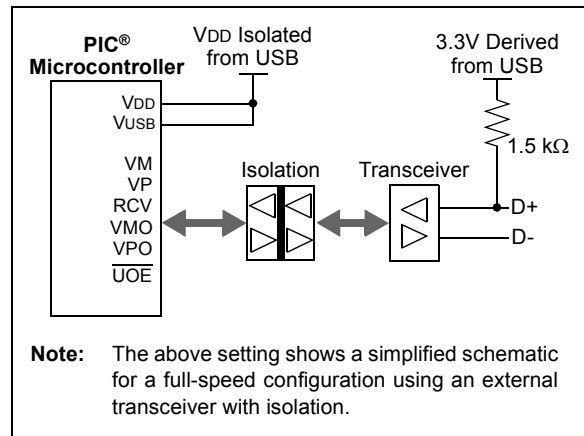 PIC®
Microcontroller
VDD Isolated
from USB
3.3V Derived
from USB
VDD
VUSB
1.5 kΩ
VM
VP
RCV
VMO
VPO
UOE
Isolation
Transceiver
D+
D-
Note: The above setting shows a simplified schematic
for a full-speed configuration using an external
transceiver with isolation.